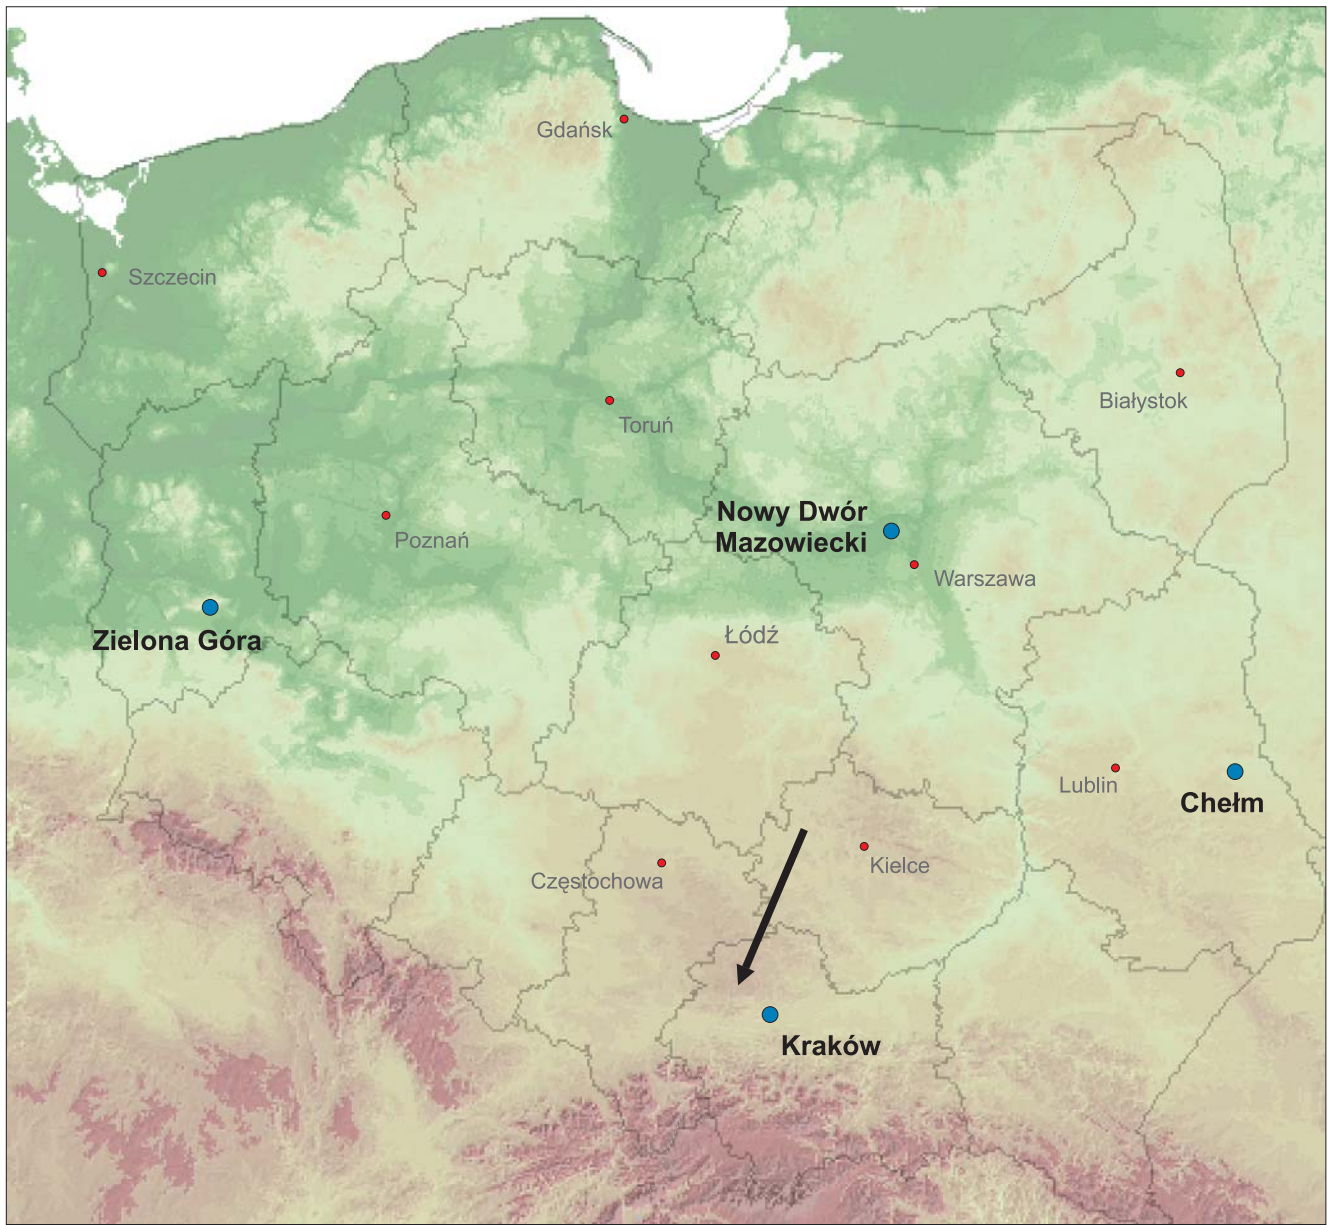 Gdańsk
Szczecin
Białystok
Toruń
Nowy Dwór
Mazowiecki
Poznań
Warszawa
Zielona Góra
Łódź
Lublin
Chełm
Kielce
Częstochowa
Kraków